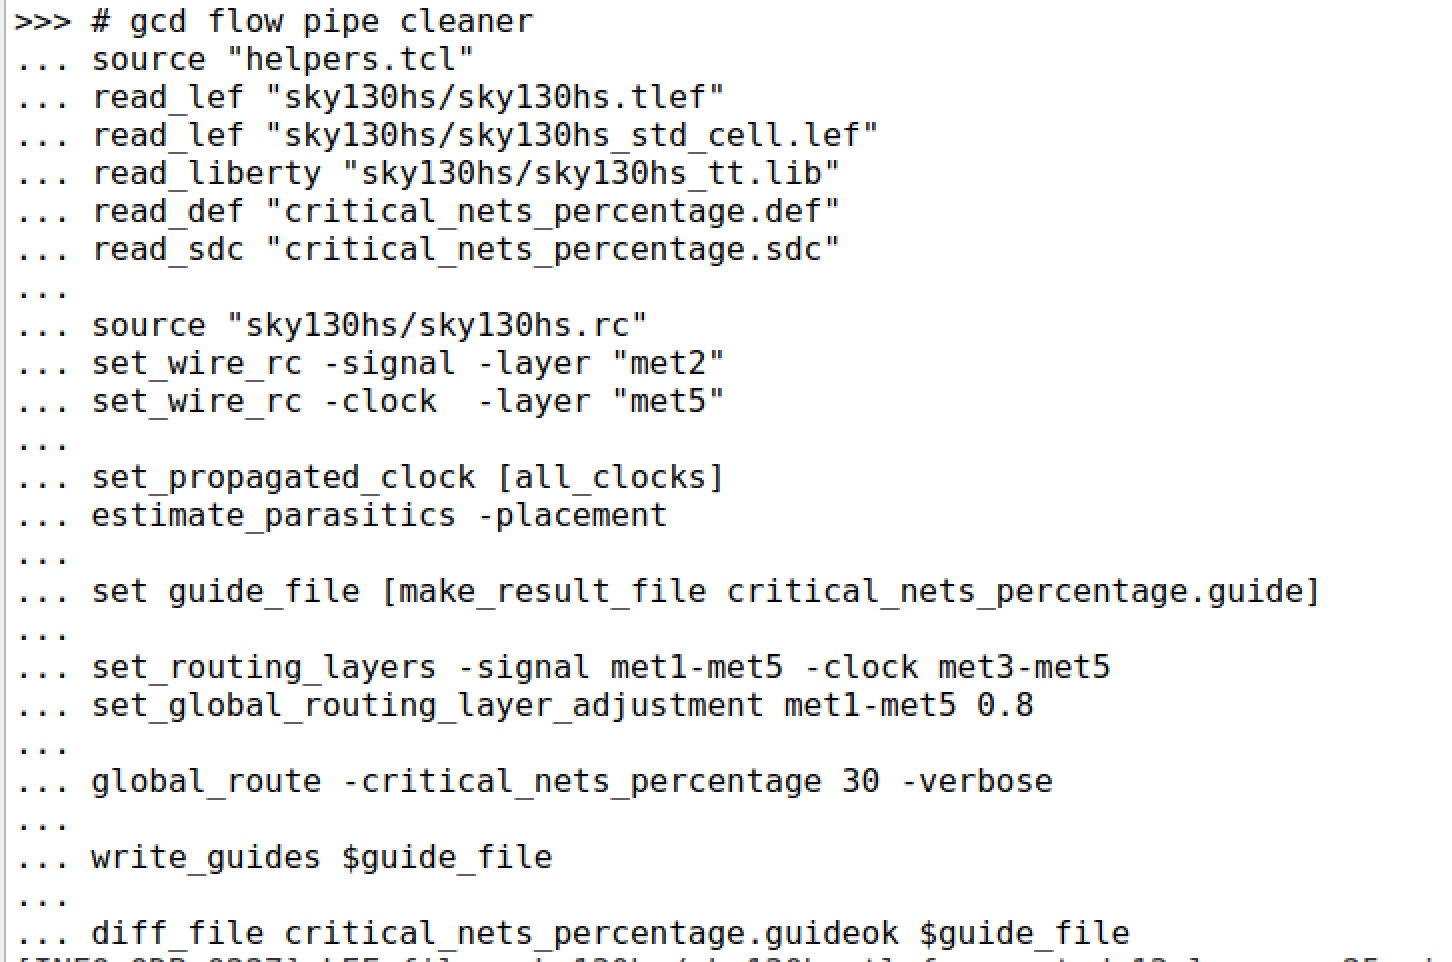 >>> # gcd flow pipe cleaner
... source "helpers.tcl"
... read_lef "sky130hs/sky130hs.tlef"
... read_lef "sky130hs/sky130hs_std_cell.lef"
... read_liberty "sky130hs/sky130hs_tt.lib"
... read_def "critical_nets_percentage.def"
... read_sdc "critical_nets_percentage.sdc"
...
... source "sky130hs/sky130hs.rc"
... set_wire_rc -signal -layer "met2"
... set_wire_rc -clock  -layer "met5"
...
... set_propagated_clock [all_clocks]
... estimate_parasitics -placement
...
... set guide_file [make_result_file critical_nets_percentage.guide]
...
... set_routing_layers -signal met1-met5 -clock met3-met5
... set_global_routing_layer_adjustment met1-met5 0.8
...
... global_route -critical_nets_percentage 30 -verbose
...
... write_guides $guide_file
...
... diff_file critical_nets_percentage.guideok $guide_file